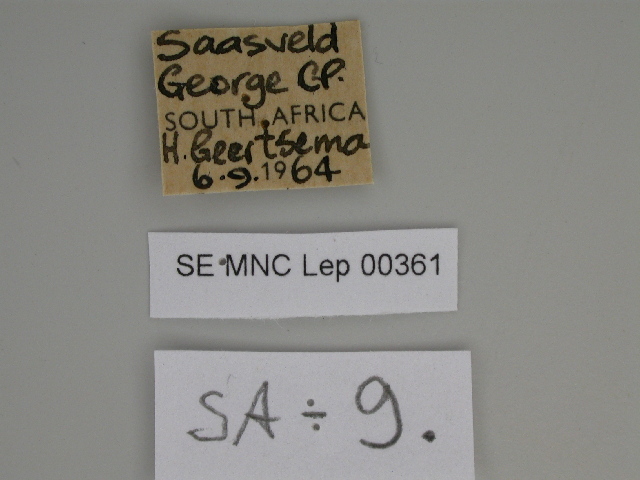 Saasveld
George CP.
SOUTH AFRICA
H. Geertsema
6.9.1964
SE MNC Lep 00361
SA ÷ 9.